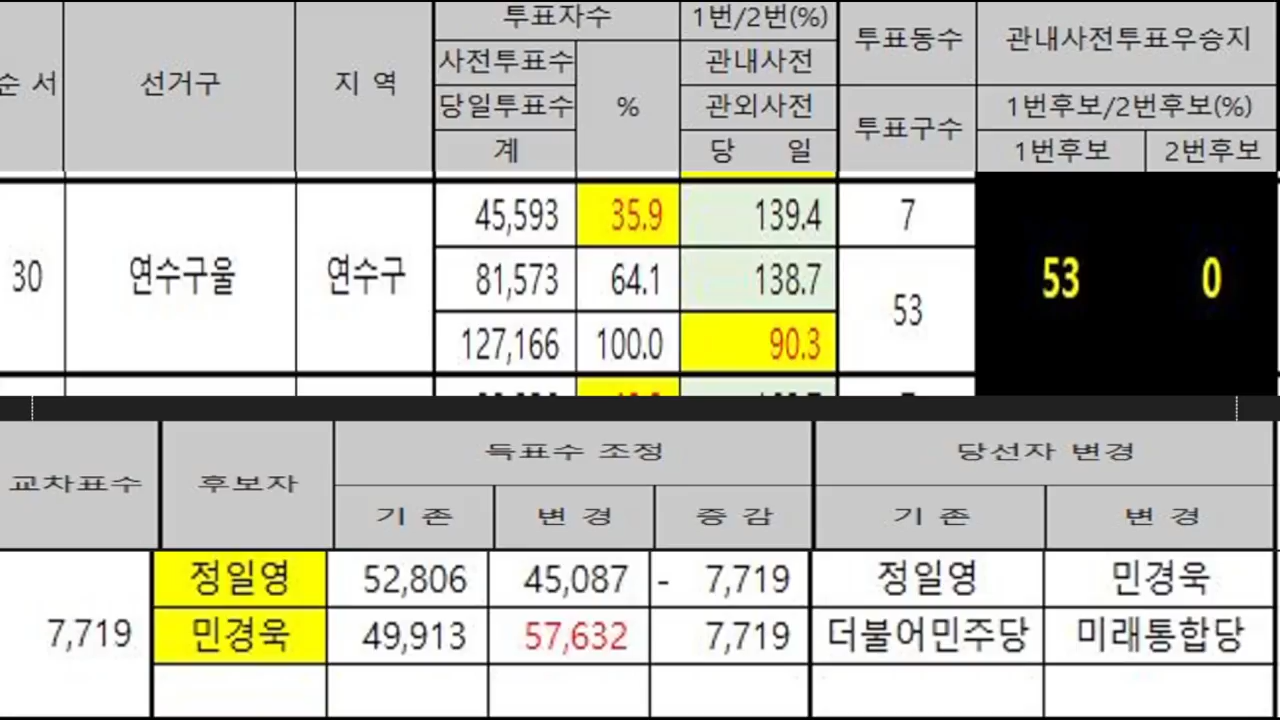 투표자수 1번/2번(%)
순 서 선거구 지 역 사전투표수 % 관내사전 투표동수 관내사전투표우승지
당일투표수 관외사전 투표구수 1번후보/2번후보(%)
계 당 일 1번후보 2번후보
45,593 35.9 139.4 7
30 연수구울 연수구 81,573 64.1 138.7 53 53 0
127,166 100.0 90.3
교차표수 후보자 득표수 조정 당선자 변경
기 존 변 경 증 감 기 존 변 경
정일영 52,806 45,087 - 7,719 정일영 민경욱
7,719 민경욱 49,913 57,632 7,719 더불어민주당 미래통합당